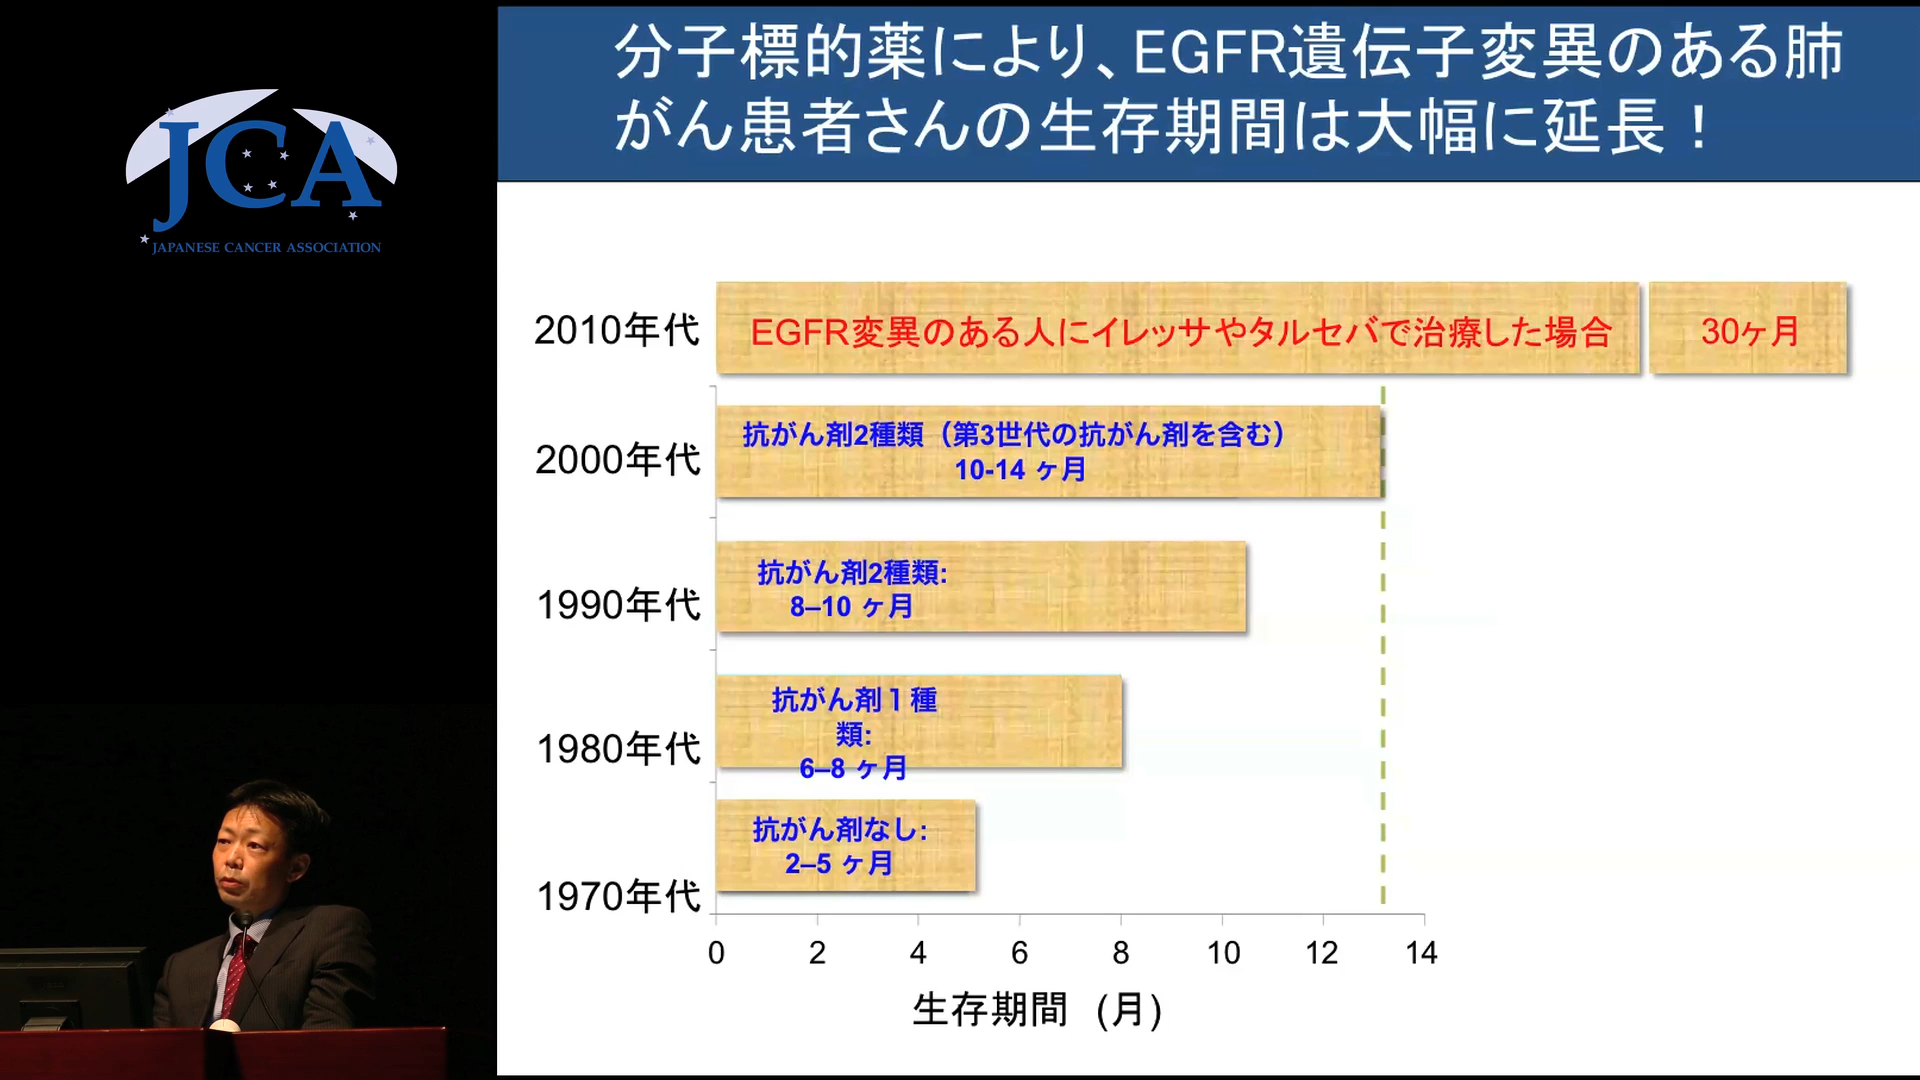 JCA
JAPANESE CANCER ASSOCIATION
分子標的薬により、EGFR遺伝子変異のある肺
がん患者さんの生存期間は大幅に延長！
2010年代
EGFR変異のある人にイレッサやタルセバで治療した場合
30ヶ月
2000年代
抗がん剤2種類（第3世代の抗がん剤を含む）
10-14 ヶ月
1990年代
抗がん剤2種類:
8–10 ヶ月
1980年代
抗がん剤１種
類:
6–8 ヶ月
1970年代
抗がん剤なし:
2–5 ヶ月
0 2 4 6 8 10 12 14
生存期間 (月)